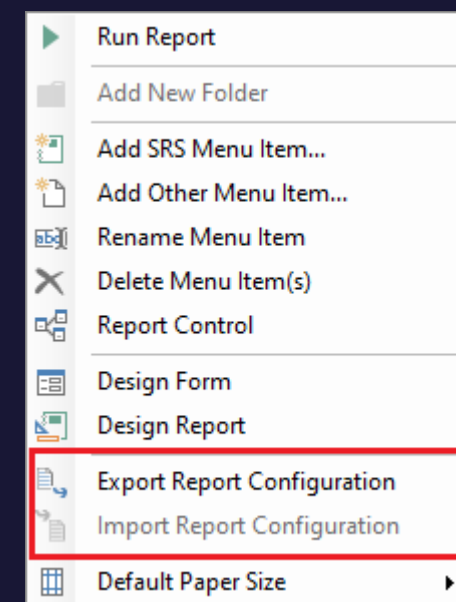 Run Report
Add New Folder
Add SRS Menu Item...
Add Other Menu Item...
Rename Menu Item
Delete Menu Item(s)
Report Control
Design Form
Design Report
Export Report Configuration
Import Report Configuration
Default Paper Size